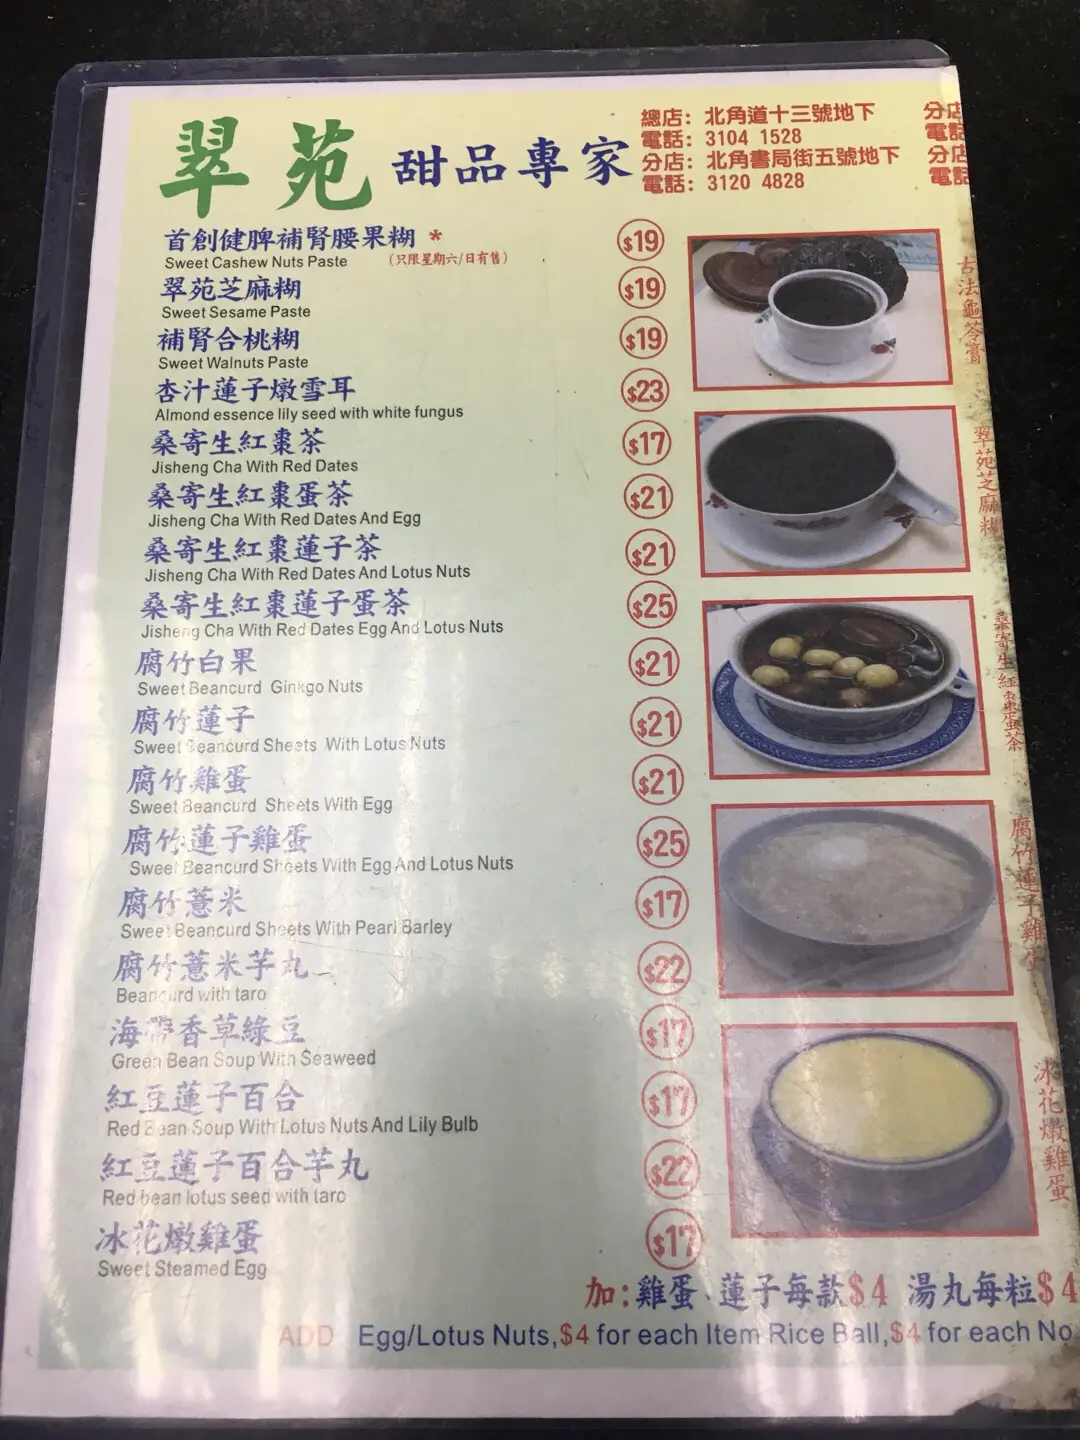 翠苑 甜品專家
總店: 北角道十三號地下
電話: 3104 1528
分店: 北角書局街五號地下
電話: 3120 4828
分店
電話
分店
電話
首創健脾補腎腰果糊 * $19
Sweet Cashew Nuts Paste (只限星期六/日有售)
翠苑芝麻糊 $19
Sweet Sesame Paste
補腎合桃糊 $19
Sweet Walnuts Paste
杏汁蓮子燉雪耳 $23
Almond essence lily seed with white fungus
桑寄生紅棗茶 $17
Jisheng Cha With Red Dates
桑寄生紅棗蛋茶 $21
Jisheng Cha With Red Dates And Egg
桑寄生紅棗蓮子茶 $21
Jisheng Cha With Red Dates And Lotus Nuts
桑寄生紅棗蓮子蛋茶 $25
Jisheng Cha With Red Dates Egg And Lotus Nuts
腐竹白果 $21
Sweet Beancurd Ginkgo Nuts
腐竹蓮子 $21
Sweet Beancurd Sheets With Lotus Nuts
腐竹雞蛋 $21
Sweet Beancurd Sheets With Egg
腐竹蓮子雞蛋 $25
Sweet Beancurd Sheets With Egg And Lotus Nuts
腐竹薏米 $17
Sweet Beancurd Sheets With Pearl Barley
腐竹薏米芋丸 $22
Beancurd with taro
海帶香草綠豆 $17
Green Bean Soup With Seaweed
紅豆蓮子百合 $17
Red Bean Soup With Lotus Nuts And Lily Bulb
紅豆蓮子百合芋丸 $22
Red bean lotus seed with taro
冰花燉雞蛋 $17
Sweet Steamed Egg
古法龜苓膏
翠苑芝麻糊
桑寄生紅棗蛋茶
腐竹蓮子雞蛋
冰花燉雞蛋
加:雞蛋、蓮子每款$4 湯丸每粒$4
ADD Egg/Lotus Nuts,$4 for each Item Rice Ball,$4 for each No